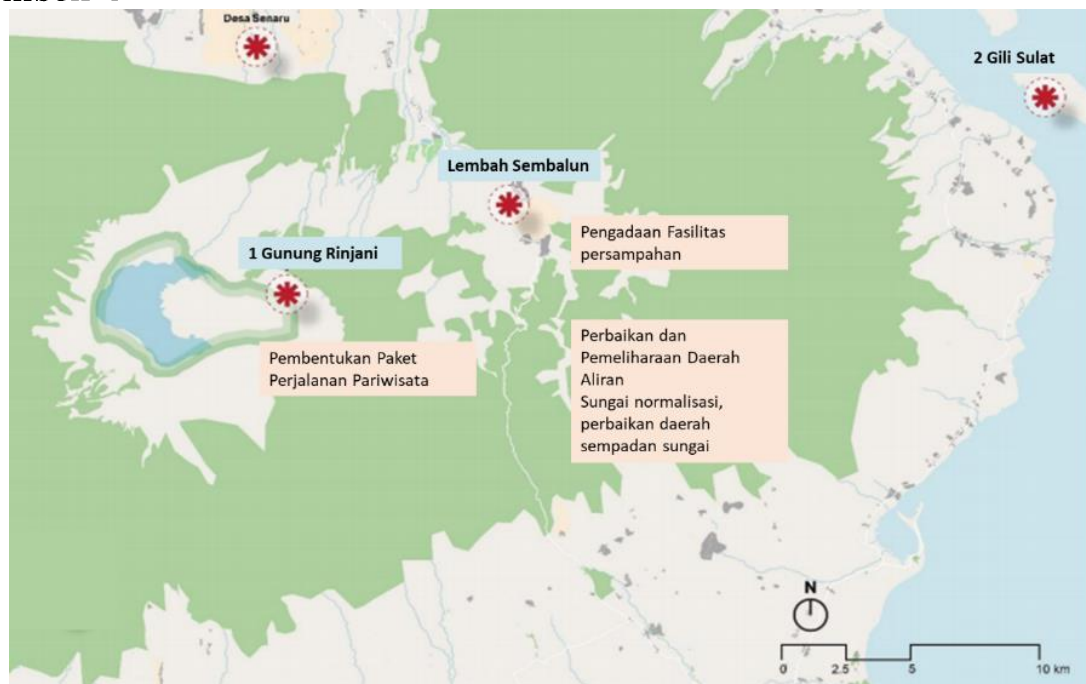 Desa Senaru
2 Gili Sulat
Lembah Sembalun
Pengadaan Fasilitas
persampahan
1 Gunung Rinjani
Perbaikan dan
Pemeliharaan Daerah
Aliran
Sungai normalisasi,
perbaikan daerah
sempadan sungai
Pembentukan Paket
Perjalanan Pariwisata
N
0 2.5 5 10 km